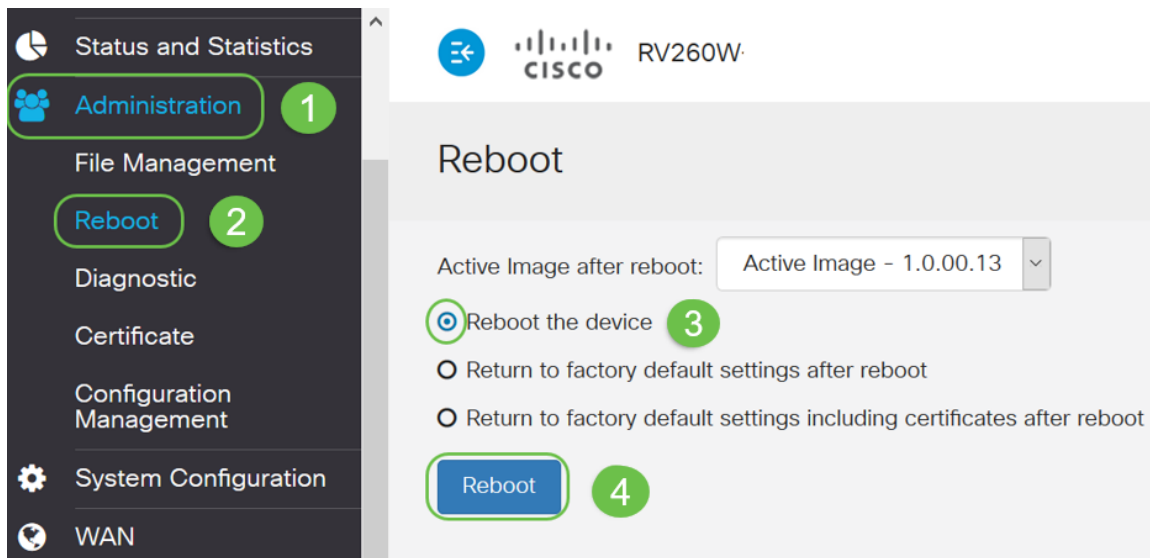 Status and Statistics
Administration
1
File Management
Reboot
2
Diagnostic
Certificate
Configuration
Management
System Configuration
WAN
CISCO
RV260W
Reboot
Active Image after reboot:
Active Image - 1.0.00.13
Reboot the device
3
Return to factory default settings after reboot
Return to factory default settings including certificates after reboot
Reboot
4